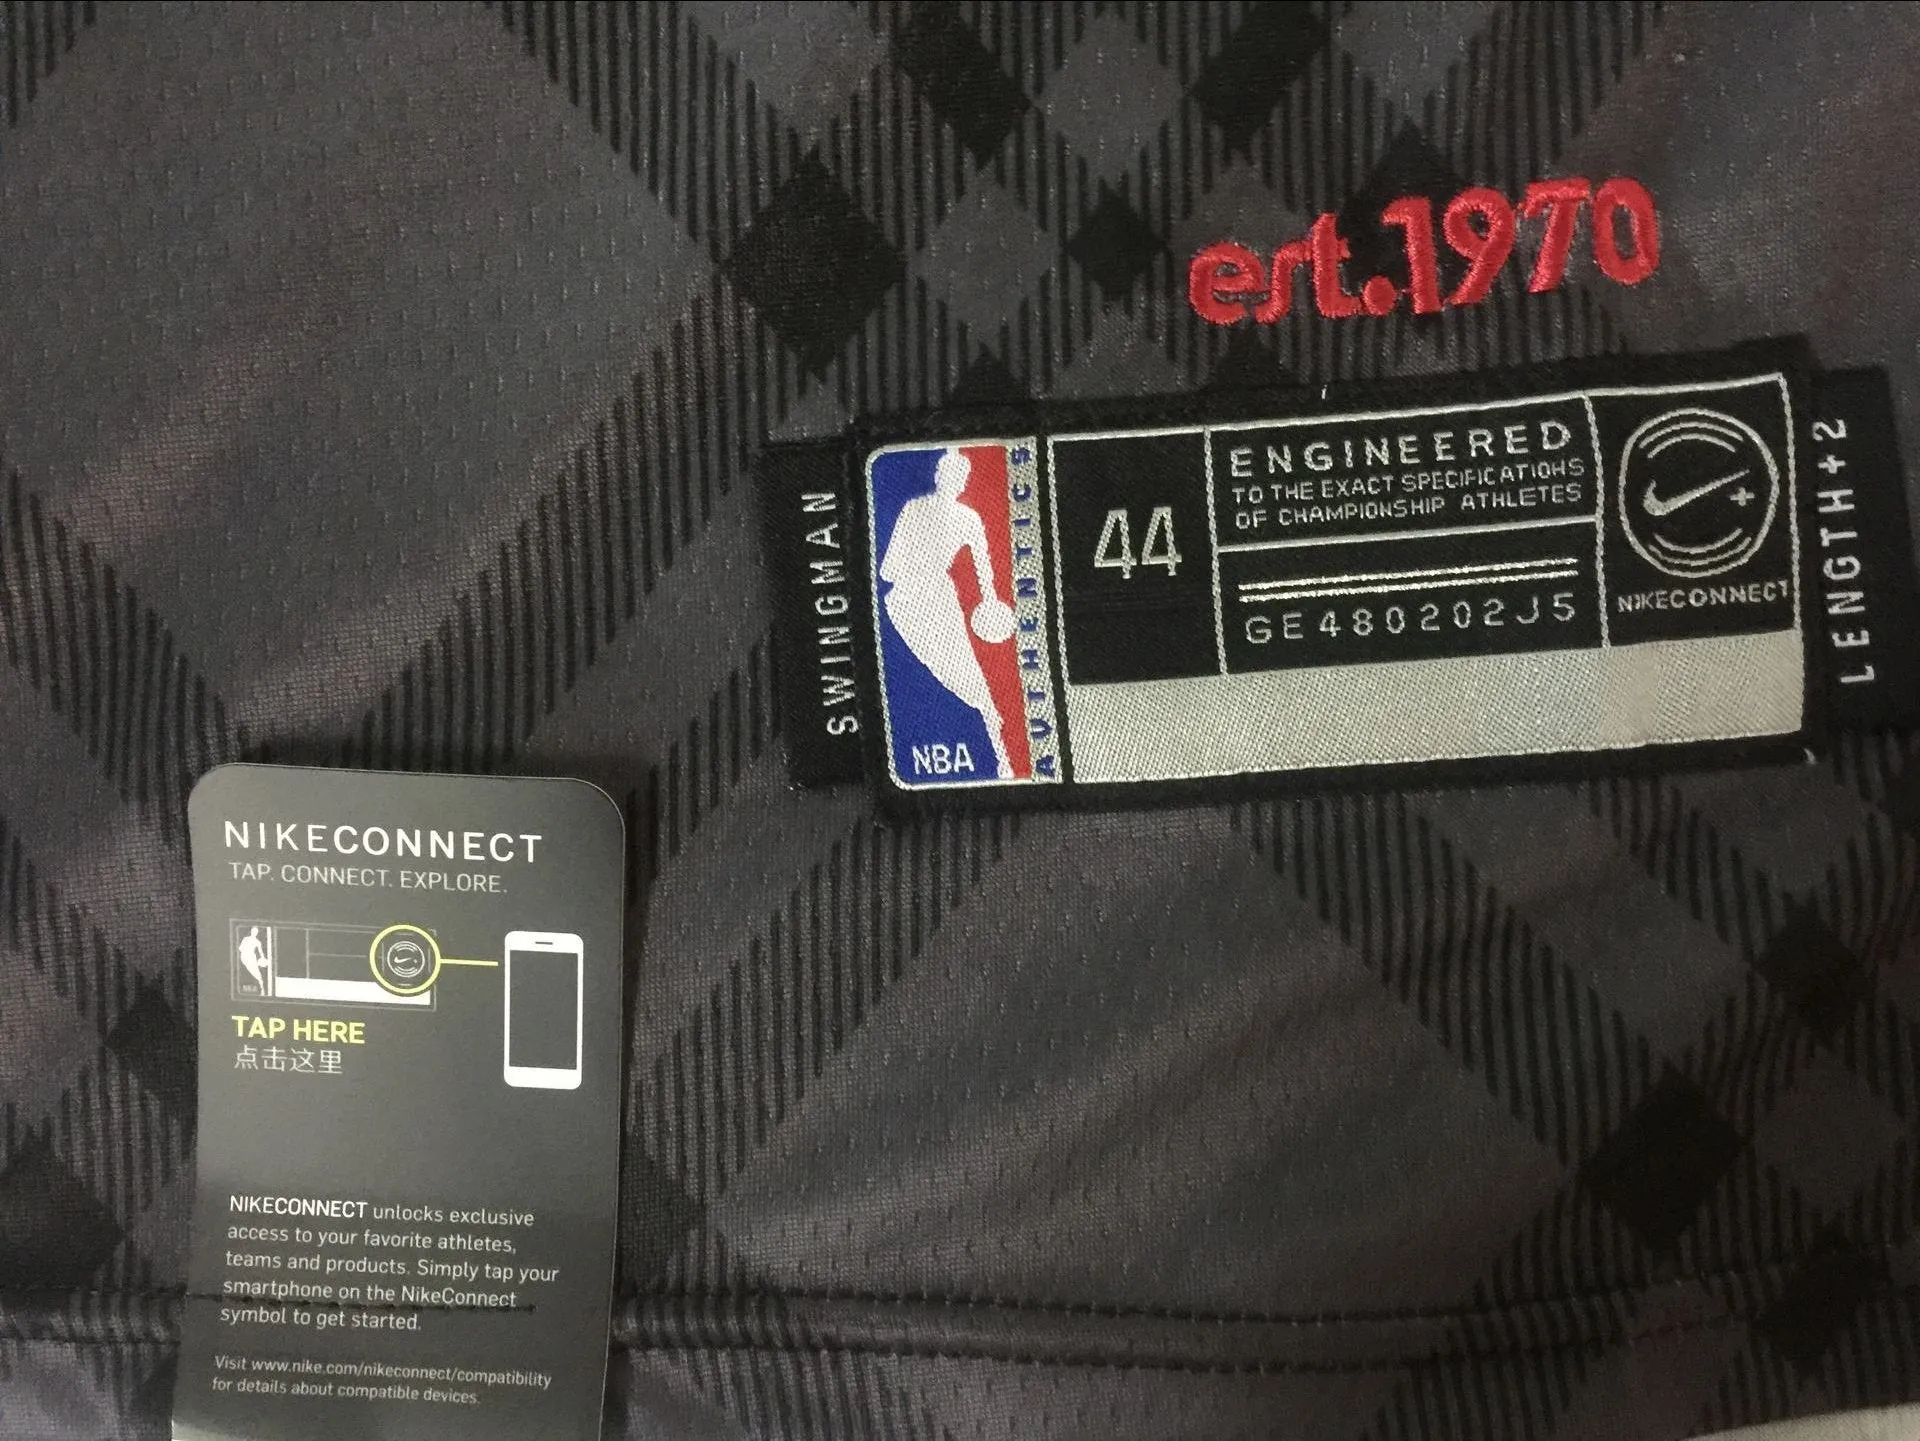 est.1970
SWINGMAN
NBA
AUTHENTICS
44
ENGINEERED
TO THE EXACT SPECIFICATIONS
OF CHAMPIONSHIP ATHLETES
GE480202J5
NIKECONNECT
LENGTH+2
NIKECONNECT
TAP. CONNECT. EXPLORE.
NBA
TAP HERE
点击这里
NIKECONNECT unlocks exclusive
access to your favorite athletes,
teams and products. Simply tap your
smartphone on the NikeConnect
symbol to get started.
Visit www.nike.com/nikeconnect/compatibility
for details about compatible devices.